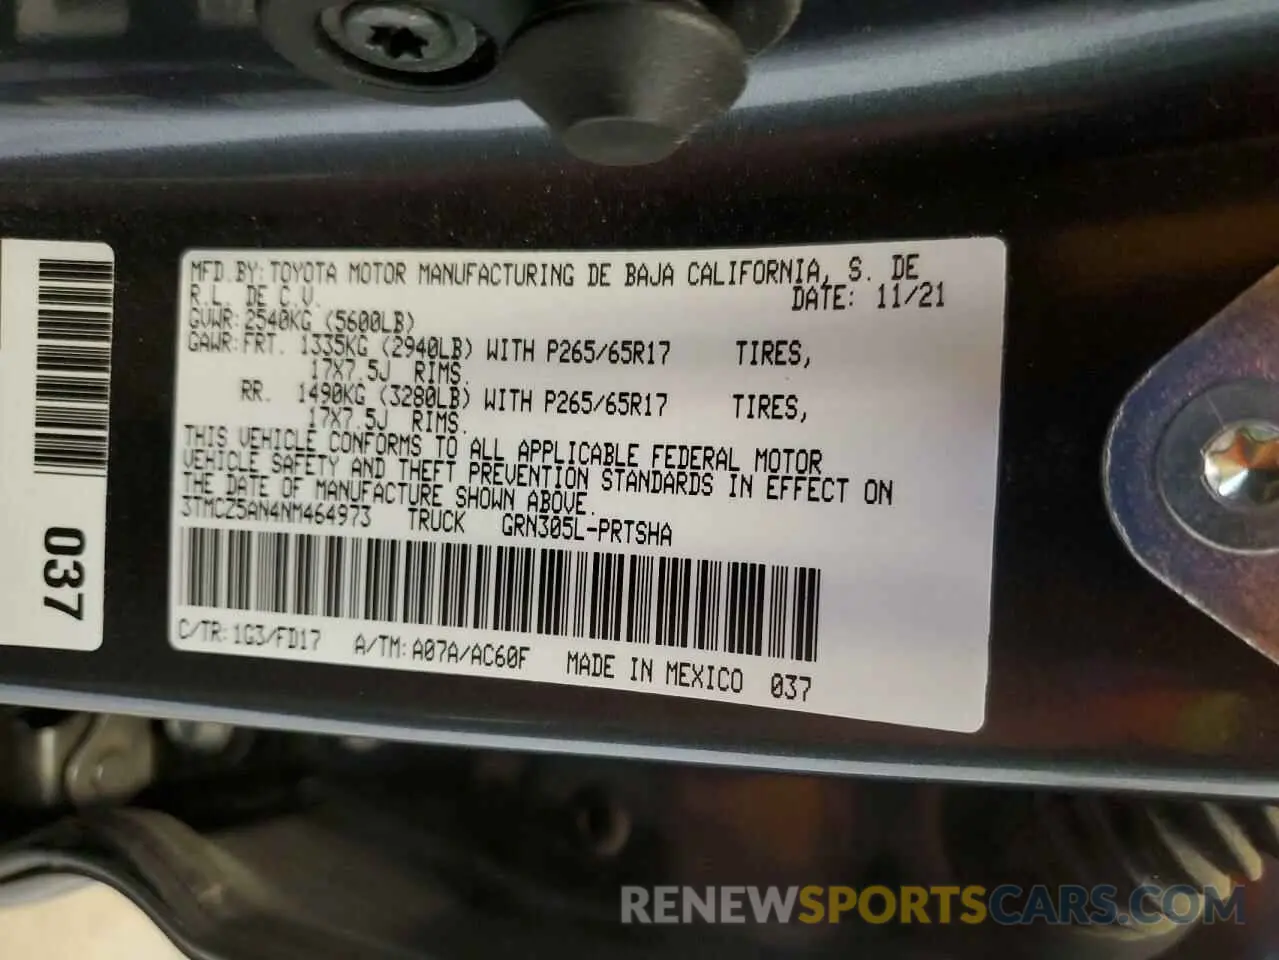 MFD.BY:TOYOTA MOTOR MANUFACTURING DE BAJA CALIFORNIA, S. DE
R.L. DE C.V. DATE: 11/21
GVWR:2540KG (5600LB)
GAWR:FRT. 1335KG (2940LB) WITH P265/65R17 TIRES,
17X7.5J RIMS.
RR. 1490KG (3280LB) WITH P265/65R17 TIRES,
17X7.5J RIMS.
THIS VEHICLE CONFORMS TO ALL APPLICABLE FEDERAL MOTOR
VEHICLE SAFETY AND THEFT PREVENTION STANDARDS IN EFFECT ON
THE DATE OF MANUFACTURE SHOWN ABOVE.
3TMCZ5AN4NM464973 TRUCK GRN305L-PRTSHA
C/TR:1G3/FD17 A/TM:A07A/AC60F MADE IN MEXICO 037
037
RENEWSPORTSCARS.COM